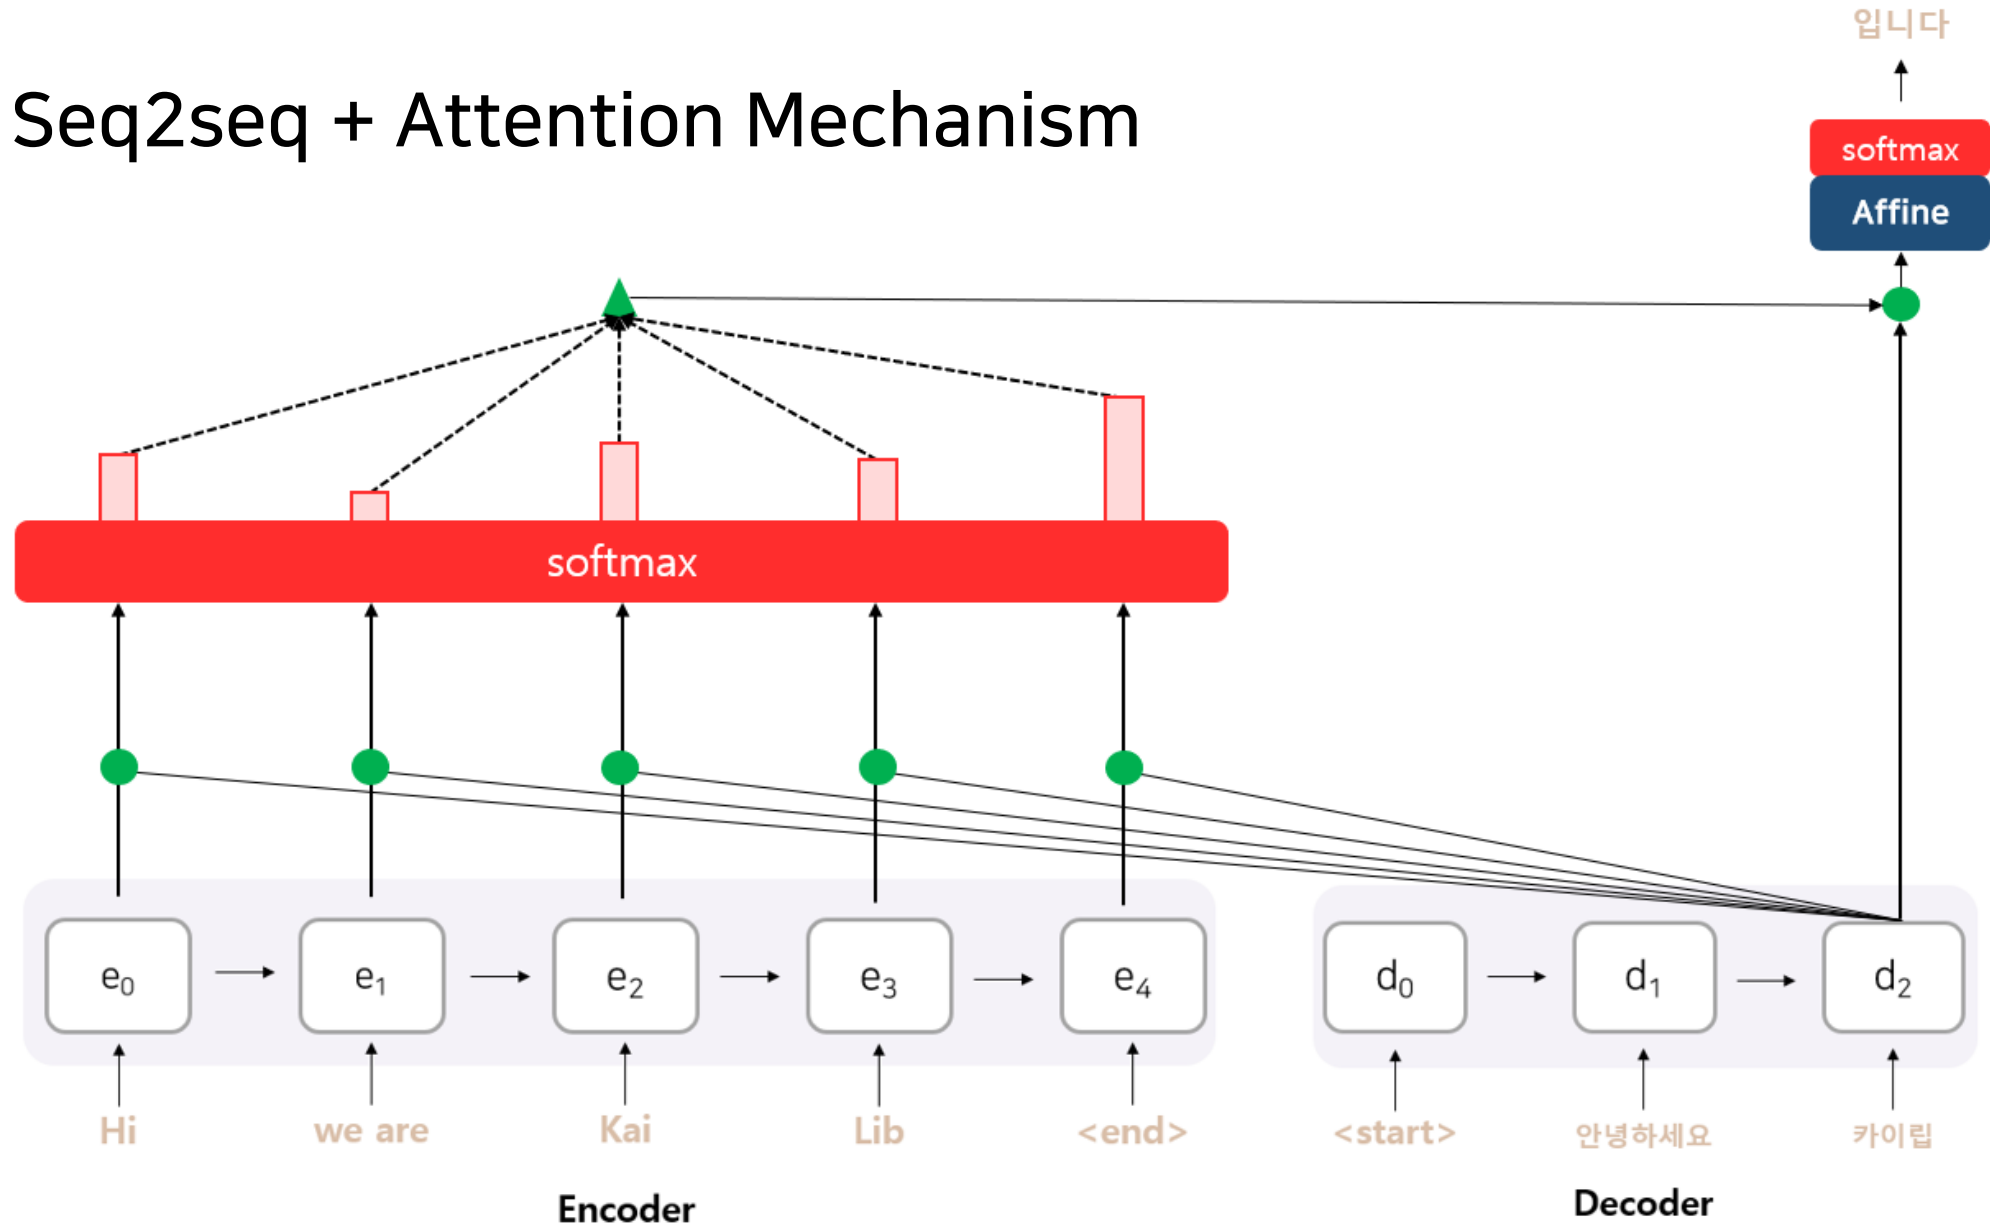 입니다
Seq2seq + Attention Mechanism
softmax
Affine
softmax
e₀ e₁ e₂ e₃ e₄ d₀ d₁ d₂
Hi we are Kai Lib <end> <start> 안녕하세요 카이립
Encoder Decoder